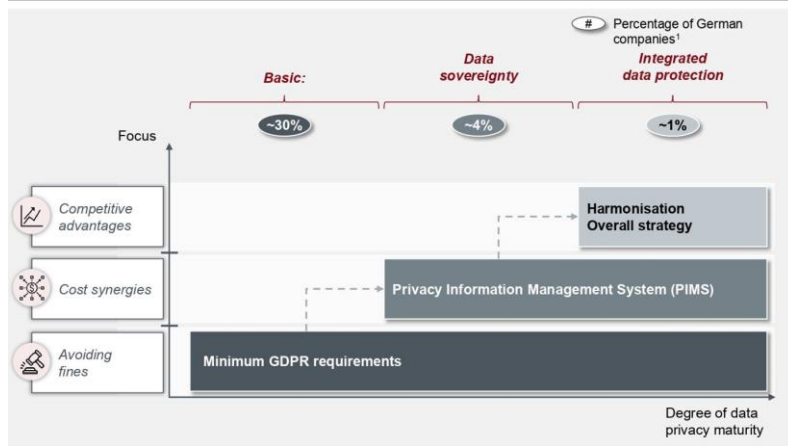 # Percentage of German
companies¹
Basic:
Data
sovereignty
Integrated
data protection
~30%
~4%
~1%
Focus
Competitive
advantages
Harmonisation
Overall strategy
Cost synergies
Privacy Information Management System (PIMS)
Avoiding
fines
Minimum GDPR requirements
Degree of data
privacy maturity